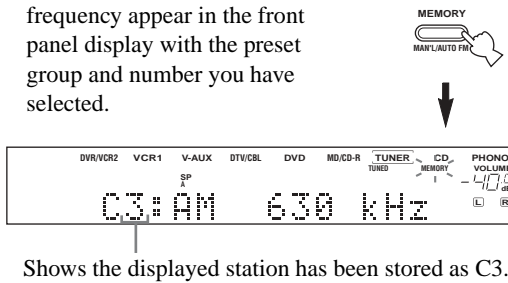 frequency appear in the front
panel display with the preset
group and number you have
selected.
MEMORY
MAN'L/AUTO FM
DVR/VCR2 VCR1 V-AUX DTV/CBL DVD MD/CD-R TUNER CD PHONO
TUNED MEMORY VOLUME
SP
A
dB
C3:AM 630 kHz
L R
Shows the displayed station has been stored as C3.